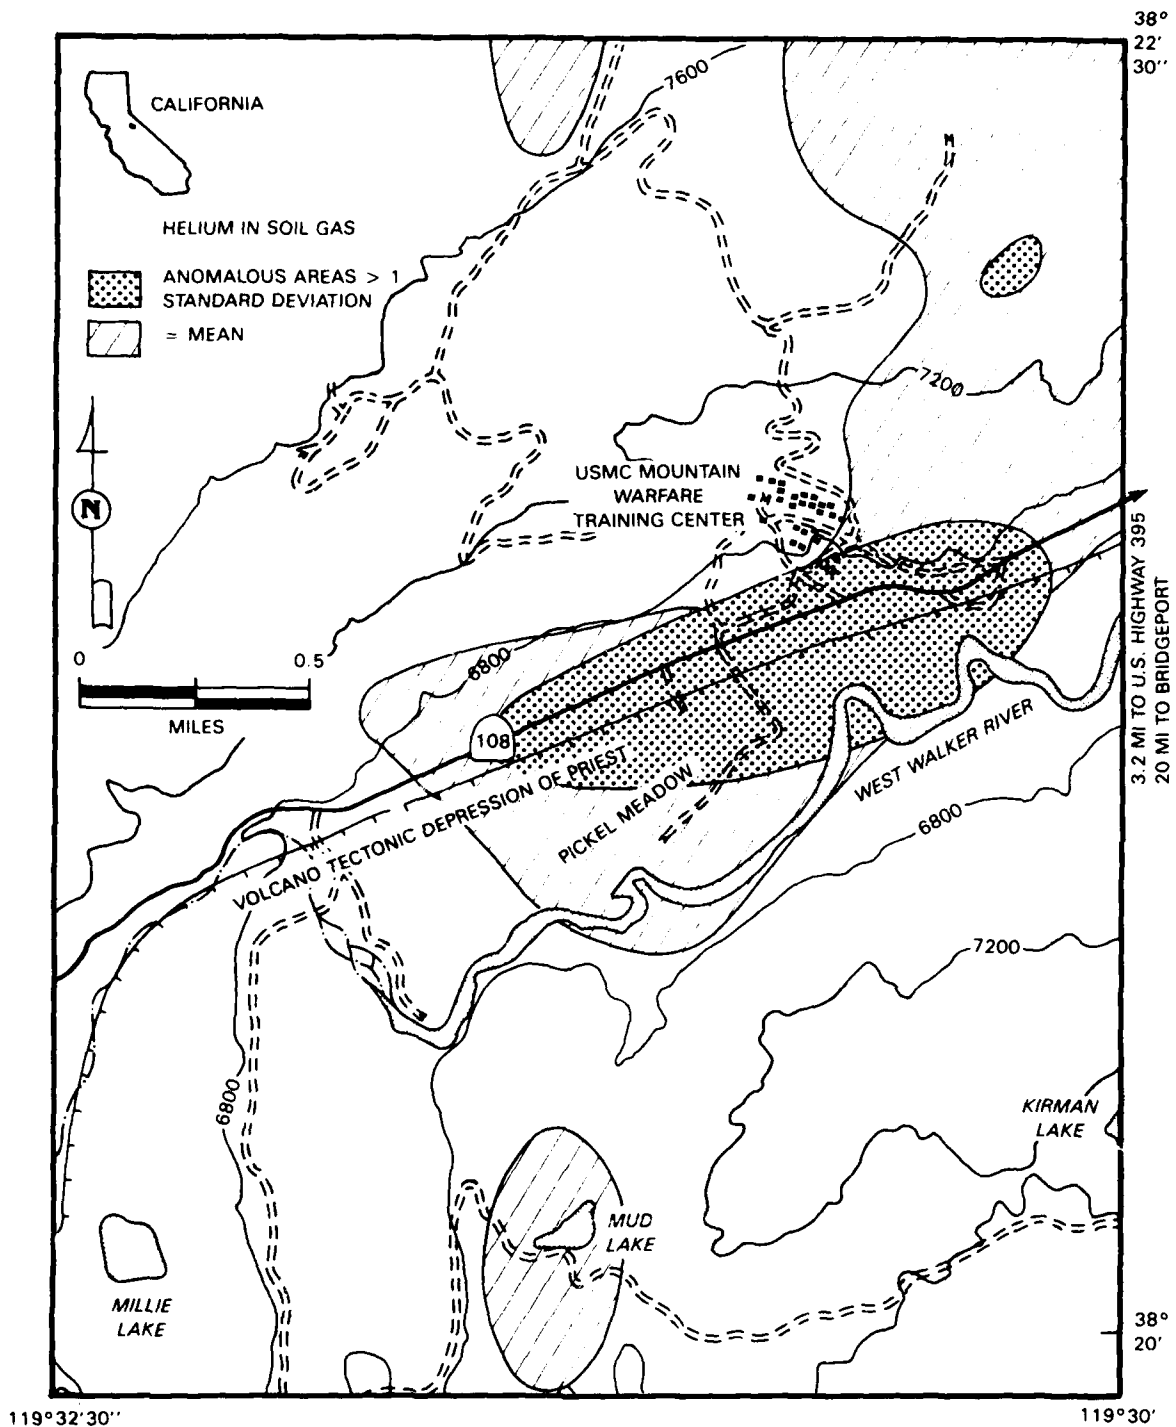 38°
22'
30''
7600
CALIFORNIA
HELIUM IN SOIL GAS
ANOMALOUS AREAS > 1
STANDARD DEVIATION
= MEAN
7200
USMC MOUNTAIN
WARFARE
TRAINING CENTER
N
0 0.5
MILES
6800
108
3.2 MI TO U.S. HIGHWAY 395
20 MI TO BRIDGEPORT
VOLCANO TECTONIC DEPRESSION OF PRIEST
PICKEL MEADOW
WEST WALKER RIVER
6800
7200
6800
KIRMAN
LAKE
MUD
LAKE
MILLIE
LAKE
38°
20'
119°32'30''
119°30'